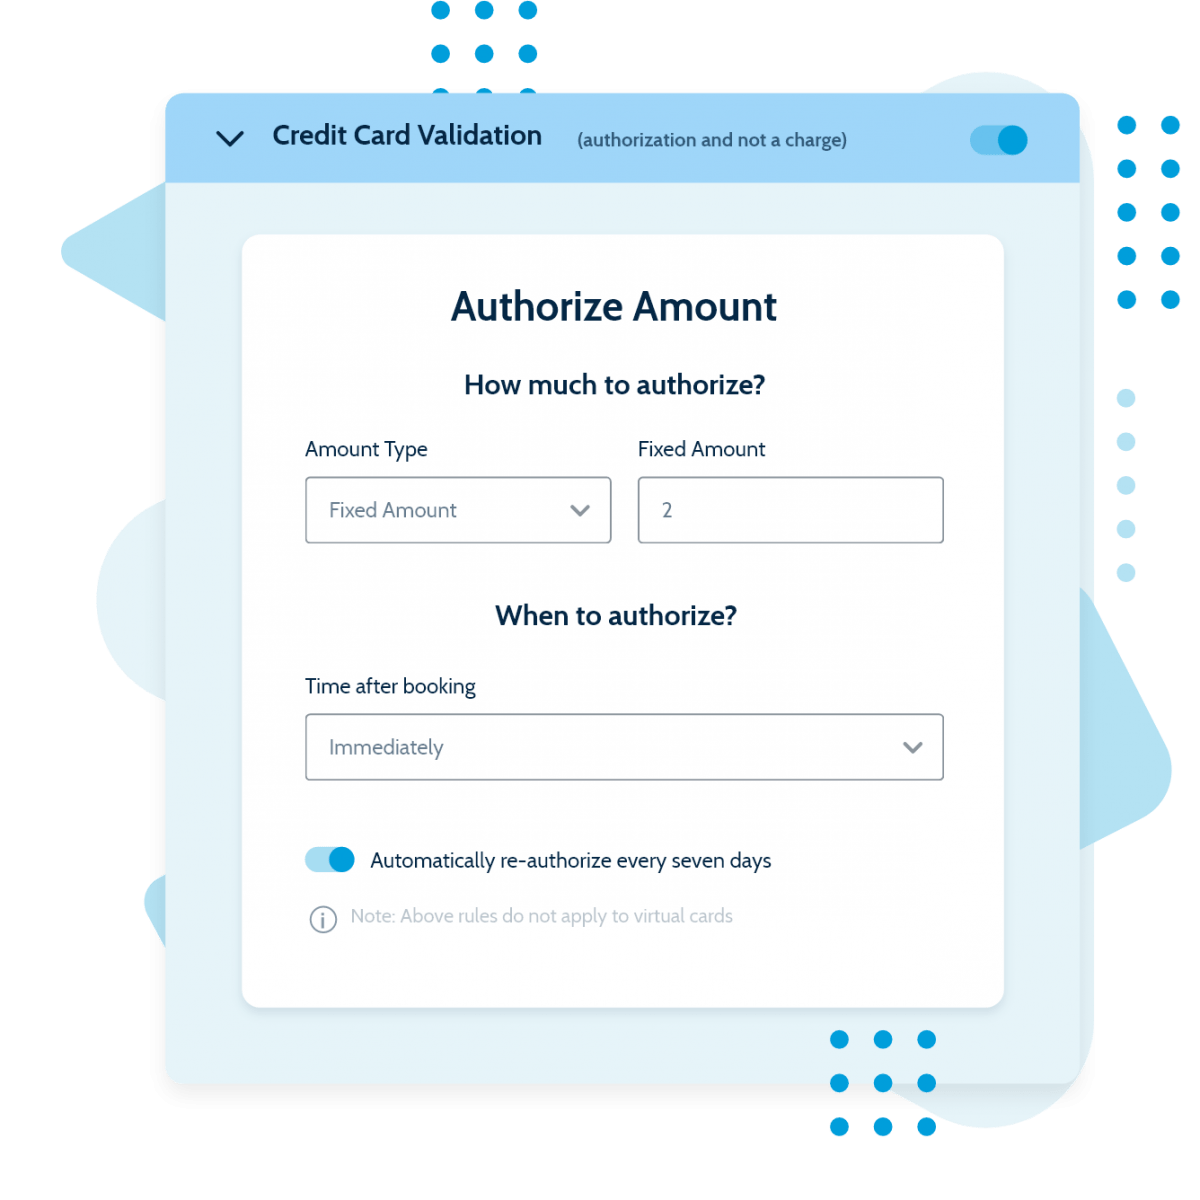 Credit Card Validation (authorization and not a charge)
Authorize Amount
How much to authorize?
Amount Type
Fixed Amount
Fixed Amount
2
When to authorize?
Time after booking
Immediately
Automatically re-authorize every seven days
Note: Above rules do not apply to virtual cards